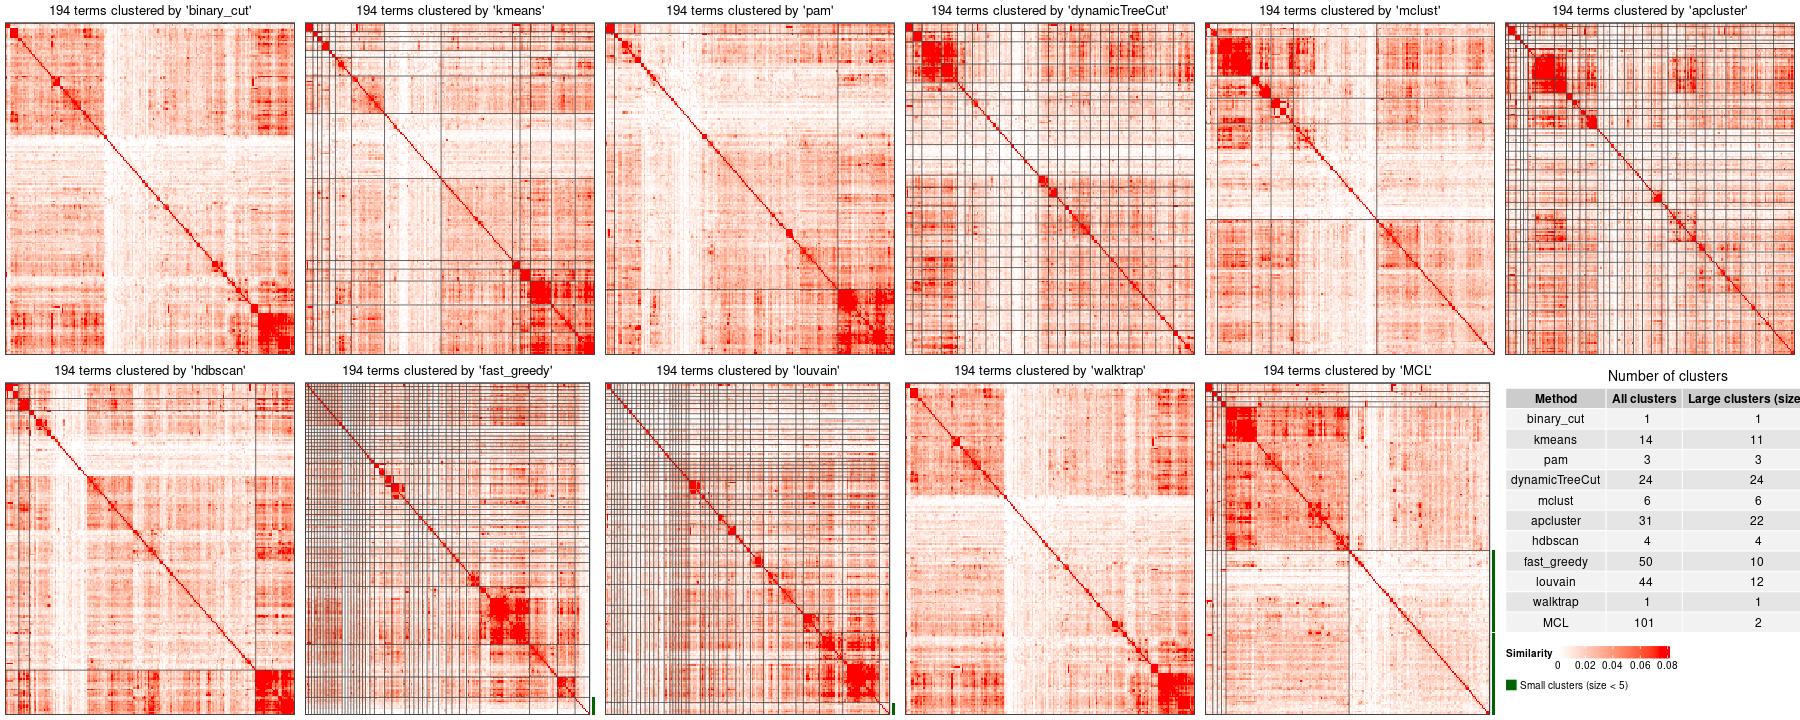 194 terms clustered by 'binary_cut'
194 terms clustered by 'kmeans'
194 terms clustered by 'pam'
194 terms clustered by 'dynamicTreeCut'
194 terms clustered by 'mclust'
194 terms clustered by 'apcluster'
194 terms clustered by 'hdbscan'
194 terms clustered by 'fast_greedy'
194 terms clustered by 'louvain'
194 terms clustered by 'walktrap'
194 terms clustered by 'MCL'
Number of clusters
Method All clusters Large clusters (size
binary_cut 1 1
kmeans 14 11
pam 3 3
dynamicTreeCut 24 24
mclust 6 6
apcluster 31 22
hdbscan 4 4
fast_greedy 50 10
louvain 44 12
walktrap 1 1
MCL 101 2
Similarity
0 0.02 0.04 0.06 0.08
Small clusters (size < 5)